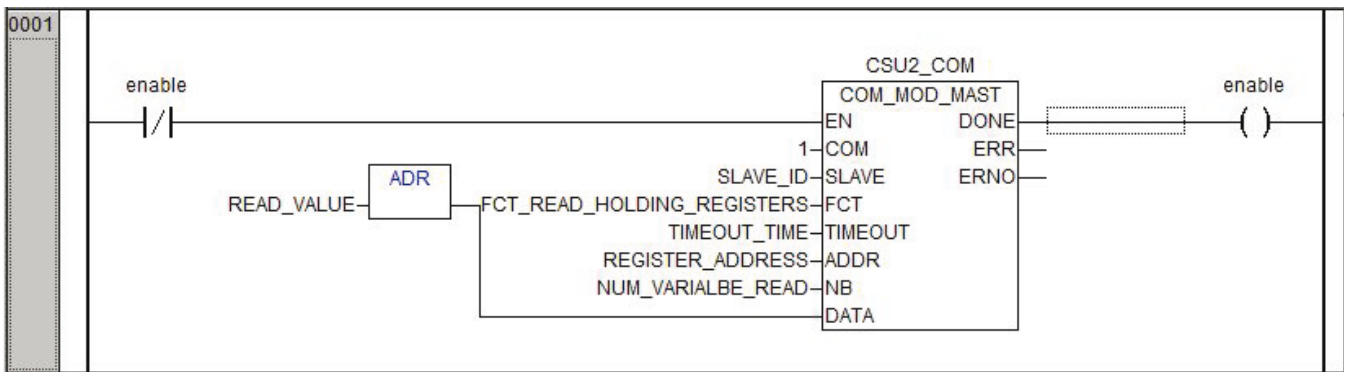 0001
CSU2_COM
enable
COM_MOD_MAST
enable
EN DONE
1 COM ERR
ADR
SLAVE_ID SLAVE ERNO
READ_VALUE
FCT_READ_HOLDING_REGISTERS FCT
TIMEOUT_TIME TIMEOUT
REGISTER_ADDRESS ADDR
NUM_VARIALBE_READ NB
DATA